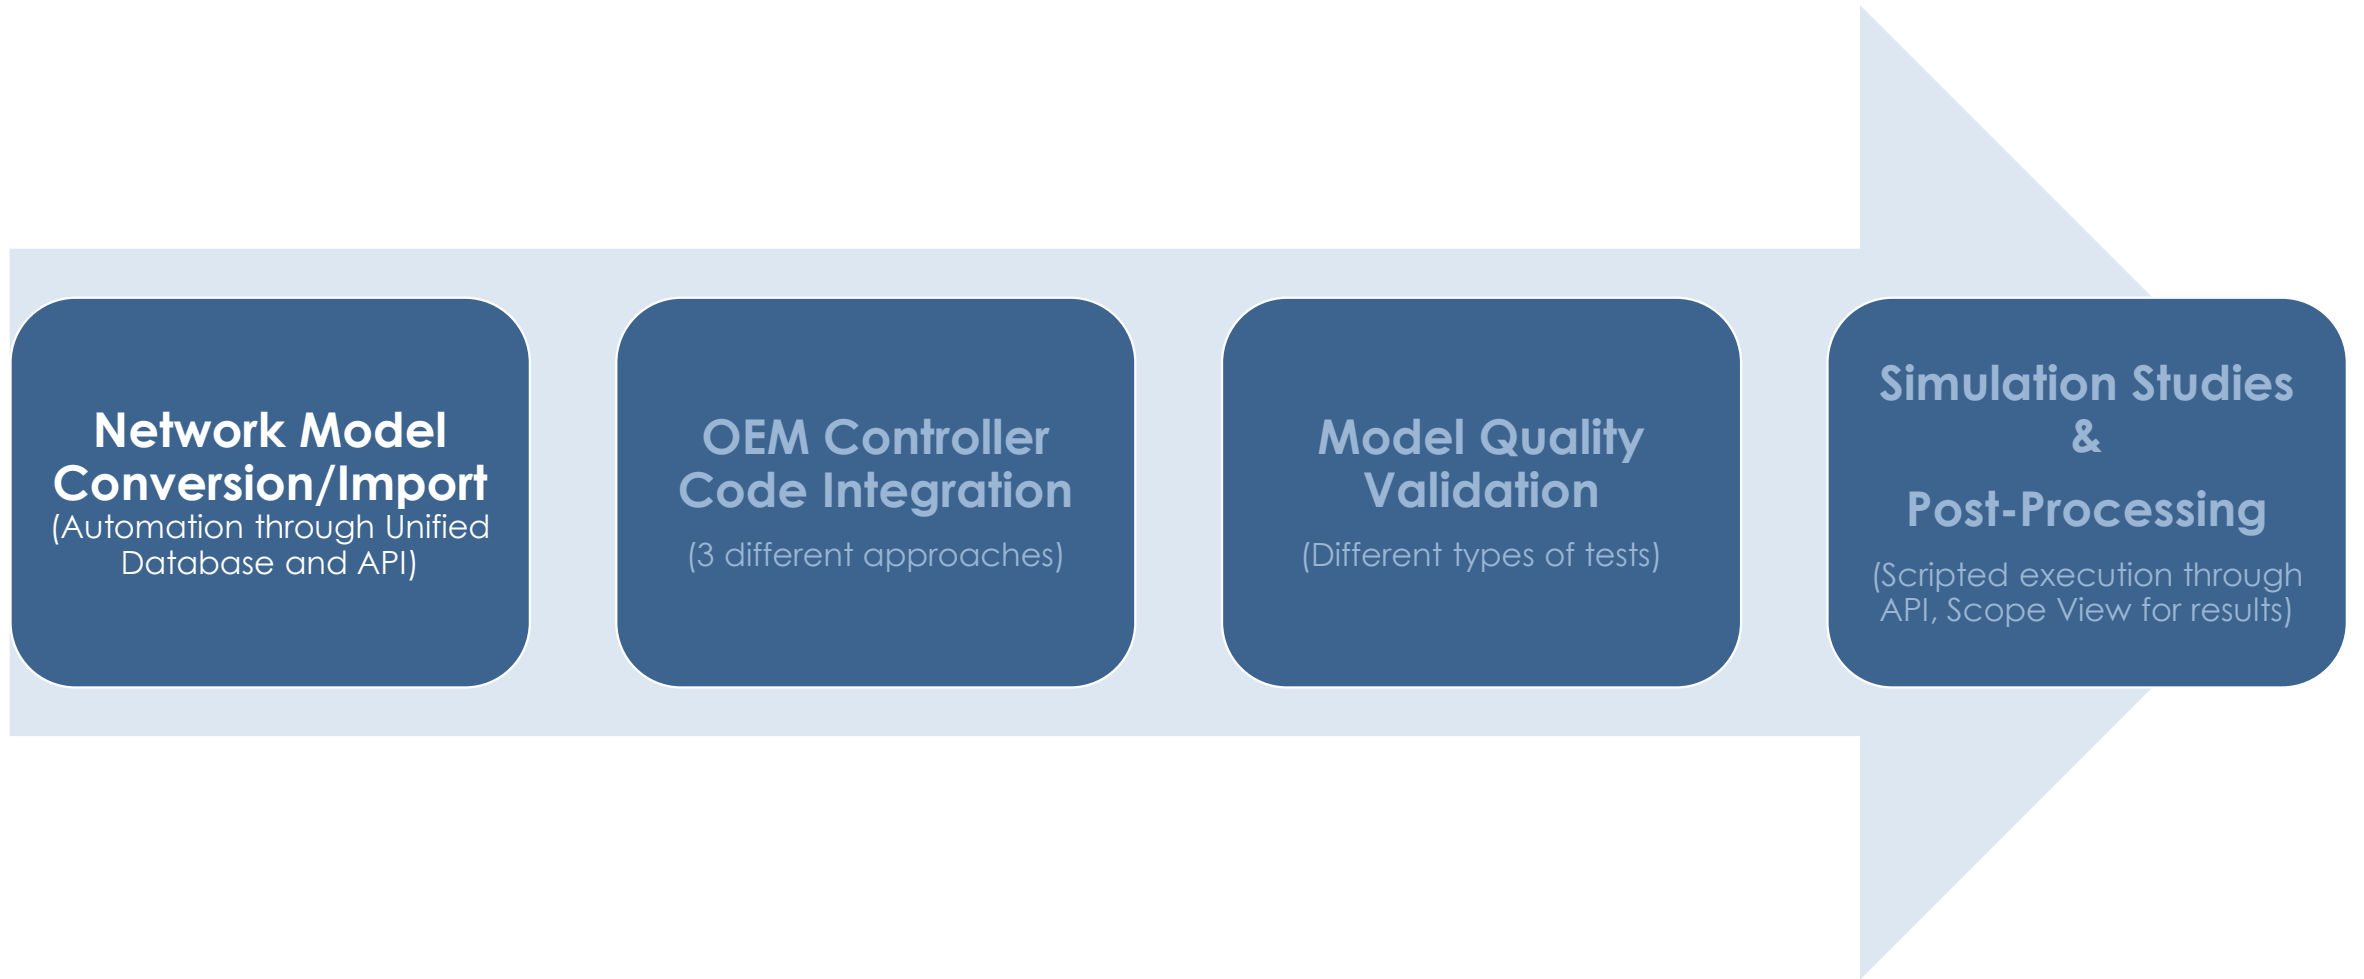 Network Model
Conversion/Import
(Automation through Unified
Database and API)
OEM Controller
Code Integration
(3 different approaches)
Model Quality
Validation
(Different types of tests)
Simulation Studies
&
Post-Processing
(Scripted execution through
API, Scope View for results)